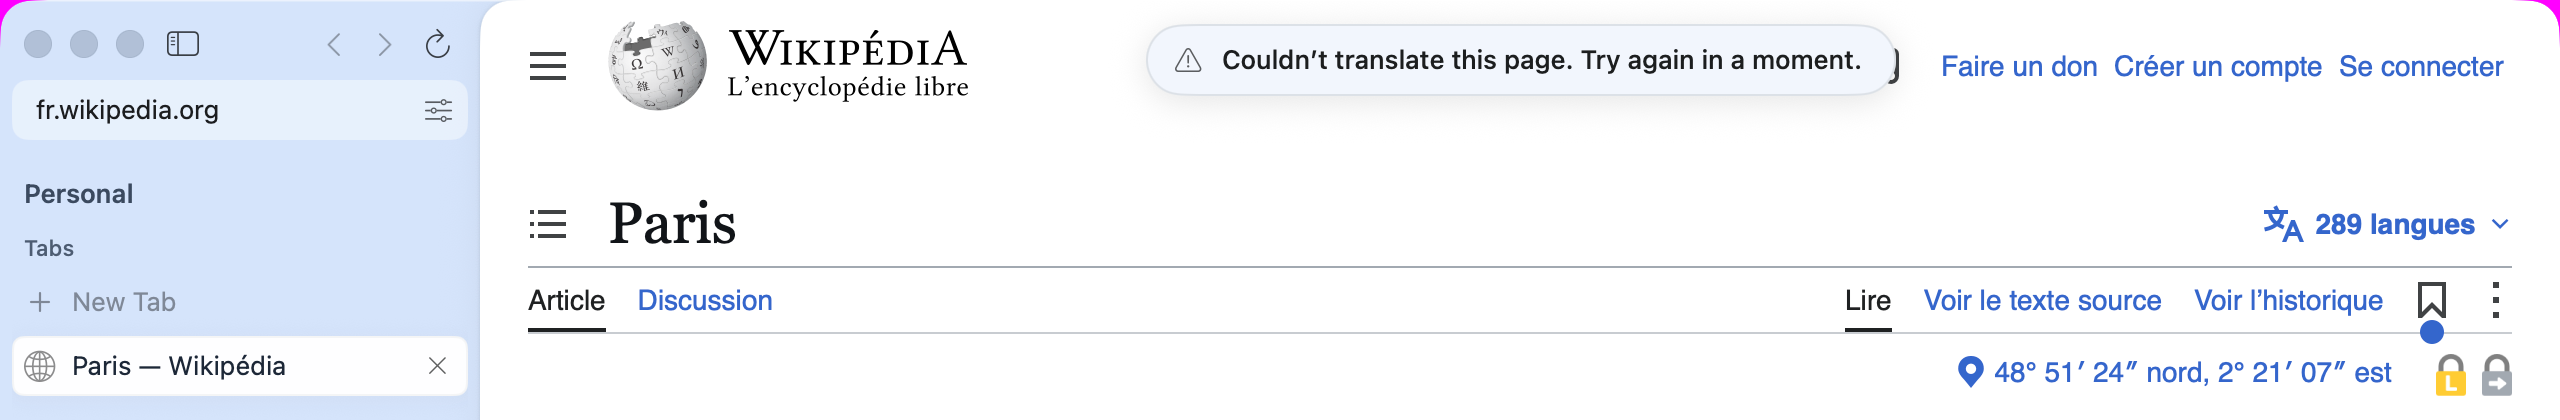 fr.wikipedia.org
Personal
Tabs
New Tab
Paris — Wikipédia
WIKIPÉDIA
L’encyclopédie libre
Couldn’t translate this page. Try again in a moment.
Faire un don Créer un compte Se connecter
Paris
289 langues
Article Discussion
Lire Voir le texte source Voir l’historique
48° 51′ 24″ nord, 2° 21′ 07″ est
L